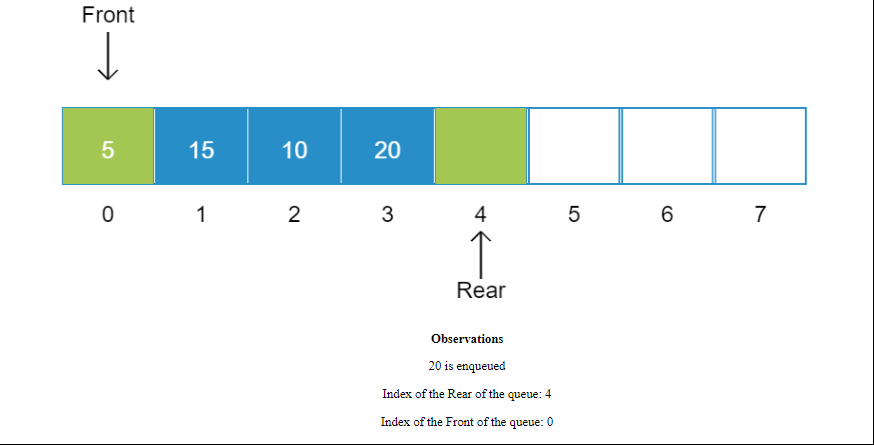 Front
5 15 10 20
0 1 2 3 4 5 6 7
Rear
Observations
20 is enqueued
Index of the Rear of the queue: 4
Index of the Front of the queue: 0